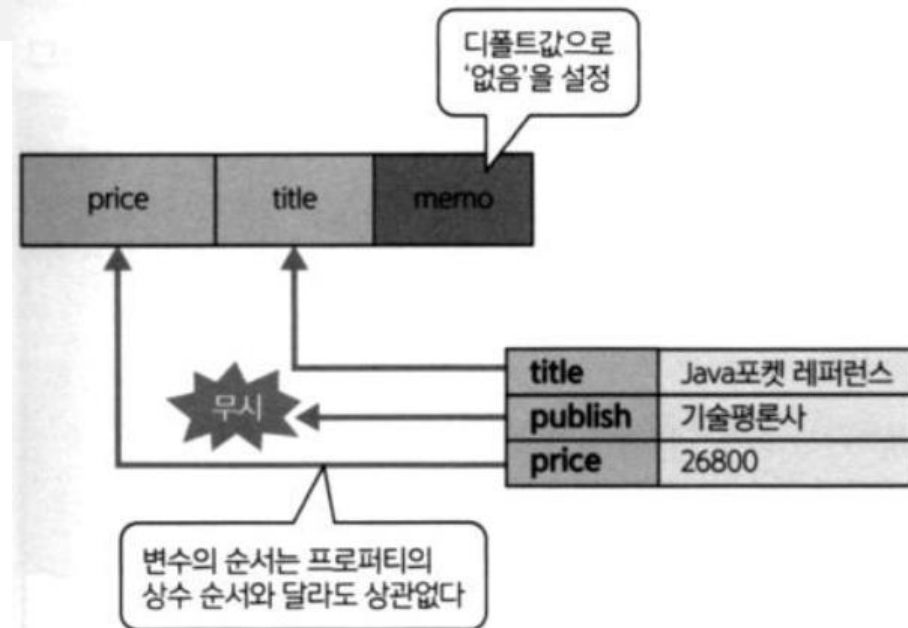 디폴트값으로
'없음'을 설정
price title memo
무시
title Java포켓 레퍼런스
publish 기술평론사
price 26800
변수의 순서는 프로퍼티의
상수 순서와 달라도 상관없다